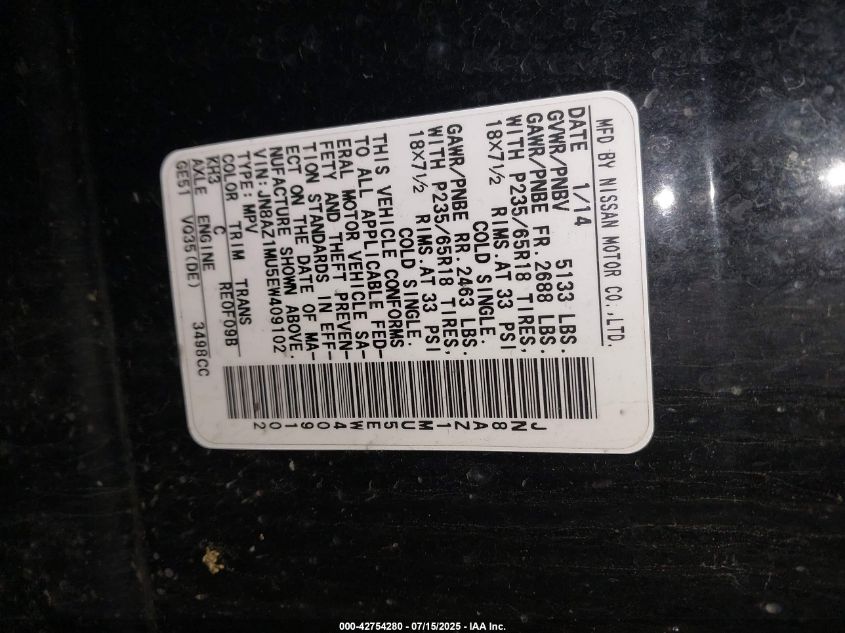 MFD BY NISSAN MOTOR CO.,LTD.
DATE 1/14
GVWR/PNBV 5133 LBS.
GAWR/PNBE FR. 2688 LBS.
WITH P235/65R18 TIRES,
18X7½ RIMS.AT 33 PSI
COLD SINGLE.
GAWR/PNBE RR. 2463 LBS.
WITH P235/65R18 TIRES,
18X7½ RIMS.AT 33 PSI
COLD SINGLE.
THIS VEHICLE CONFORMS
TO ALL APPLICABLE FED-
ERAL MOTOR VEHICLE SA-
FETY AND THEFT PREVEN-
TION STANDARDS IN EFF-
ECT ON THE DATE OF MA-
NUFACTURE SHOWN ABOVE.
VIN:JN8AZ1MU5EW409102
TYPE:MPV
COLOR TRIM TRANS
KH3 C RE0F09B
AXLE ENGINE
GE51 VQ35(DE) 3498CC
JN8AZ1MU5EW409102
000-42754280 - 07/15/2025 - IAA Inc.